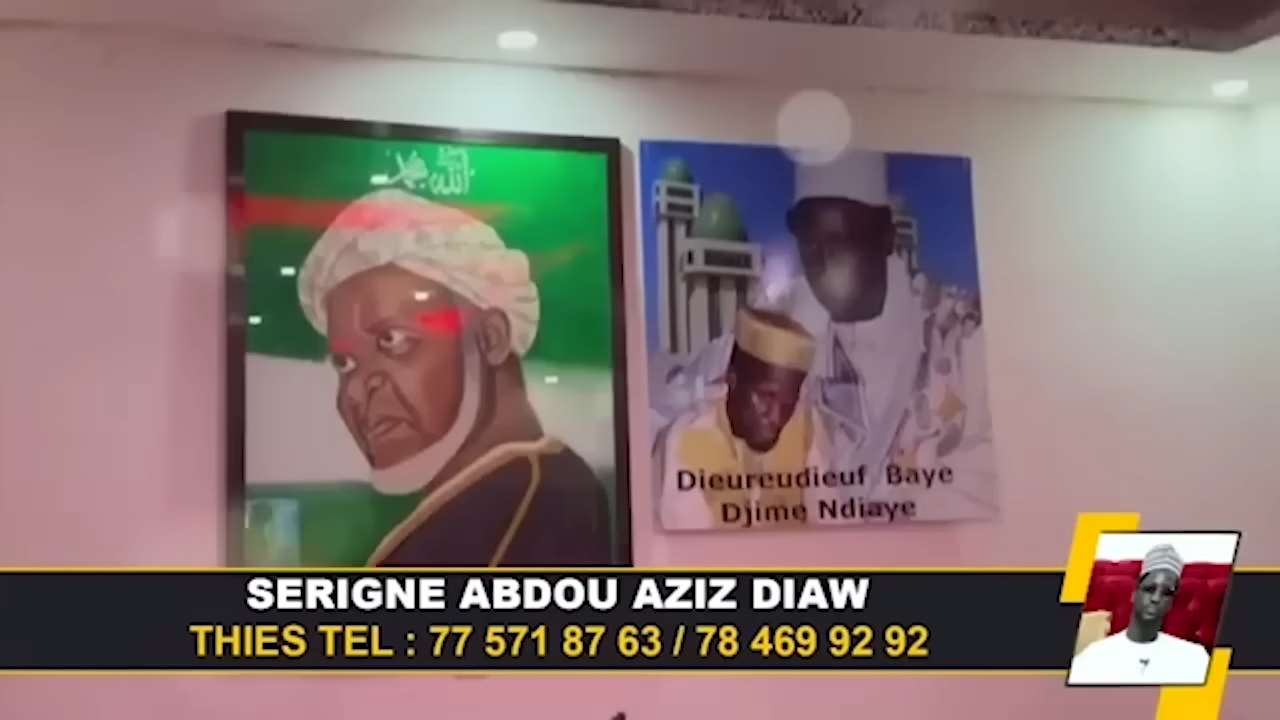 الله محمد
Dieureudieuf Baye
Djime Ndiaye
SERIGNE ABDOU AZIZ DIAW
THIES TEL : 77 571 87 63 / 78 469 92 92